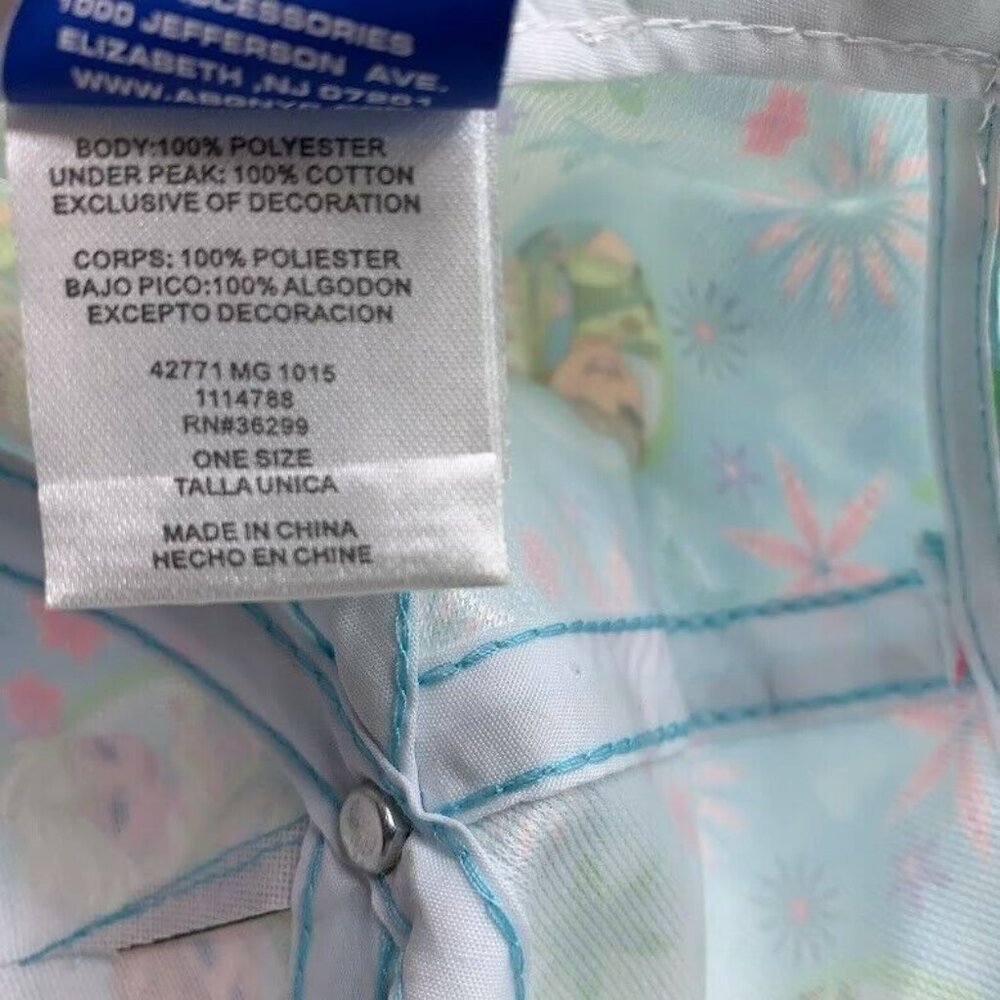 ACCESSORIES
1000 JEFFERSON AVE.
ELIZABETH ,NJ 07201
BODY:100% POLYESTER
UNDER PEAK: 100% COTTON
EXCLUSIVE OF DECORATION
CORPS: 100% POLIESTER
BAJO PICO:100% ALGODON
EXCEPTO DECORACION
42771 MG 1015
1114788
RN#36299
ONE SIZE
TALLA UNICA
MADE IN CHINA
HECHO EN CHINE